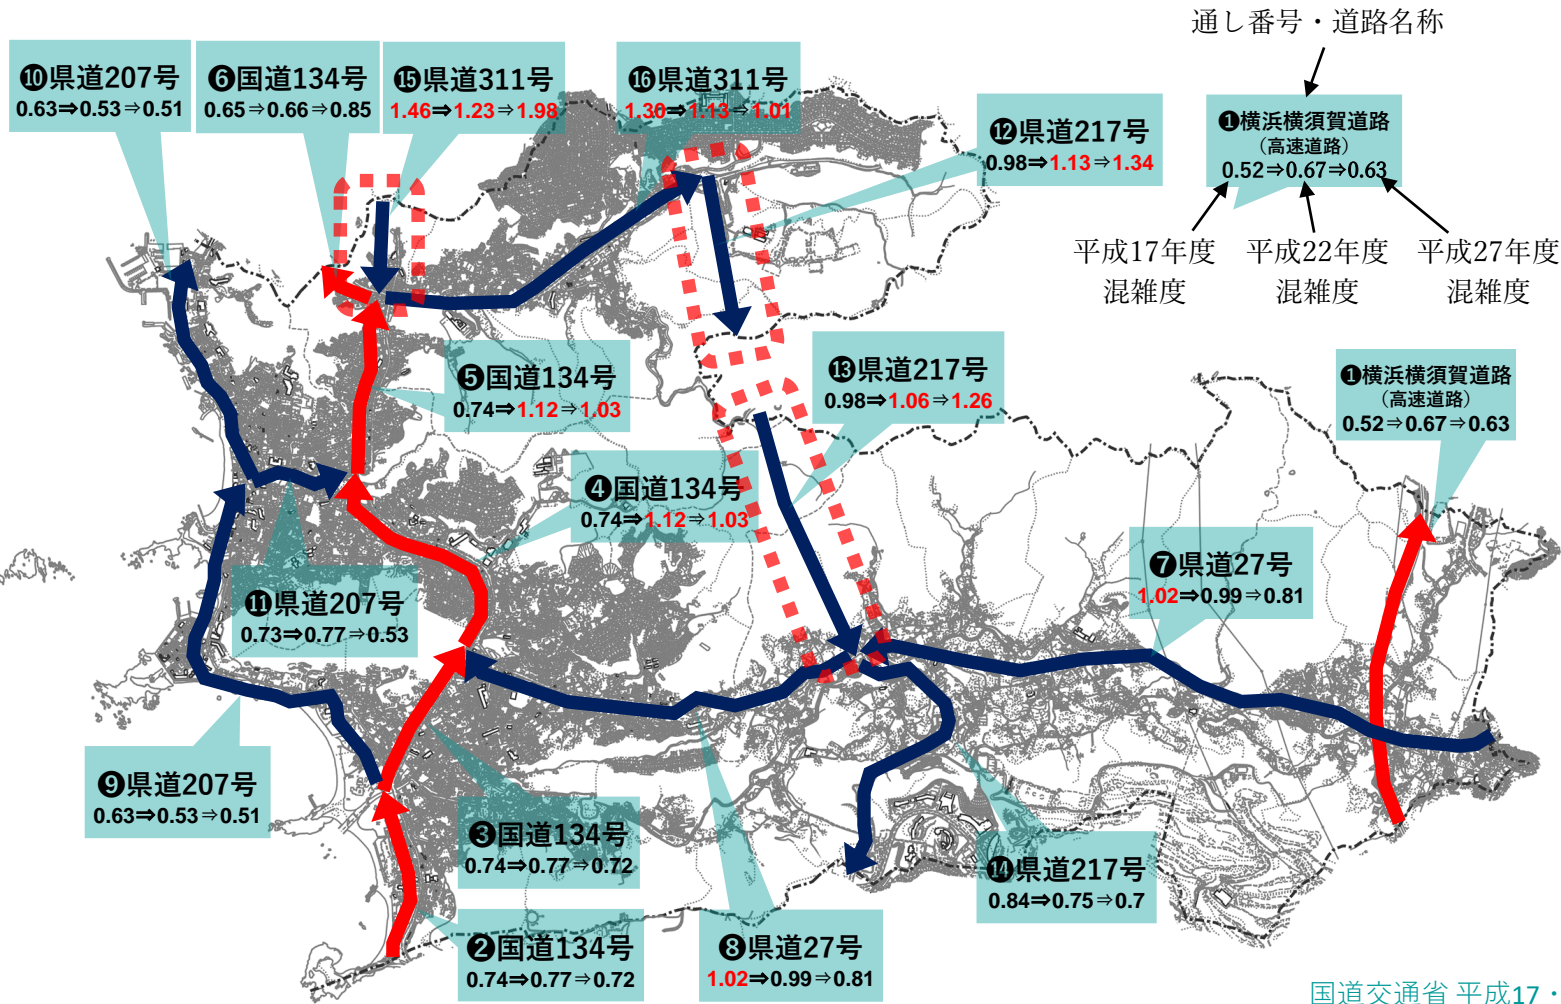 通し番号・道路名称
❿県道207号
0.63⇒0.53⇒0.51
❻国道134号
0.65⇒0.66⇒0.85
⓯県道311号
1.46⇒1.23⇒1.98
⓰県道311号
1.30⇒1.13⇒1.01
⓬県道217号
0.98⇒1.13⇒1.34
❶横浜横須賀道路
（高速道路）
0.52⇒0.67⇒0.63
平成17年度
混雑度
平成22年度
混雑度
平成27年度
混雑度
❺国道134号
0.74⇒1.12⇒1.03
⓭県道217号
0.98⇒1.06⇒1.26
❶横浜横須賀道路
（高速道路）
0.52⇒0.67⇒0.63
❹国道134号
0.74⇒1.12⇒1.03
❼県道27号
1.02⇒0.99⇒0.81
⓫県道207号
0.73⇒0.77⇒0.53
❾県道207号
0.63⇒0.53⇒0.51
❸国道134号
0.74⇒0.77⇒0.72
⓮県道217号
0.84⇒0.75⇒0.7
❷国道134号
0.74⇒0.77⇒0.72
❽県道27号
1.02⇒0.99⇒0.81
国道交通省 平成17・